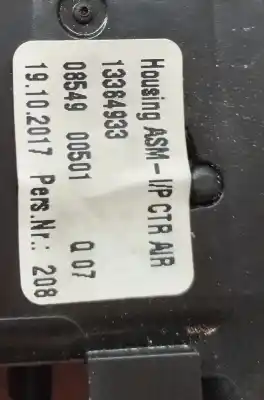 Housing ASM – I/P CTR AIR
13384933
08549 00501 Q 07
19.10.2017 Pers.Nr.: 208